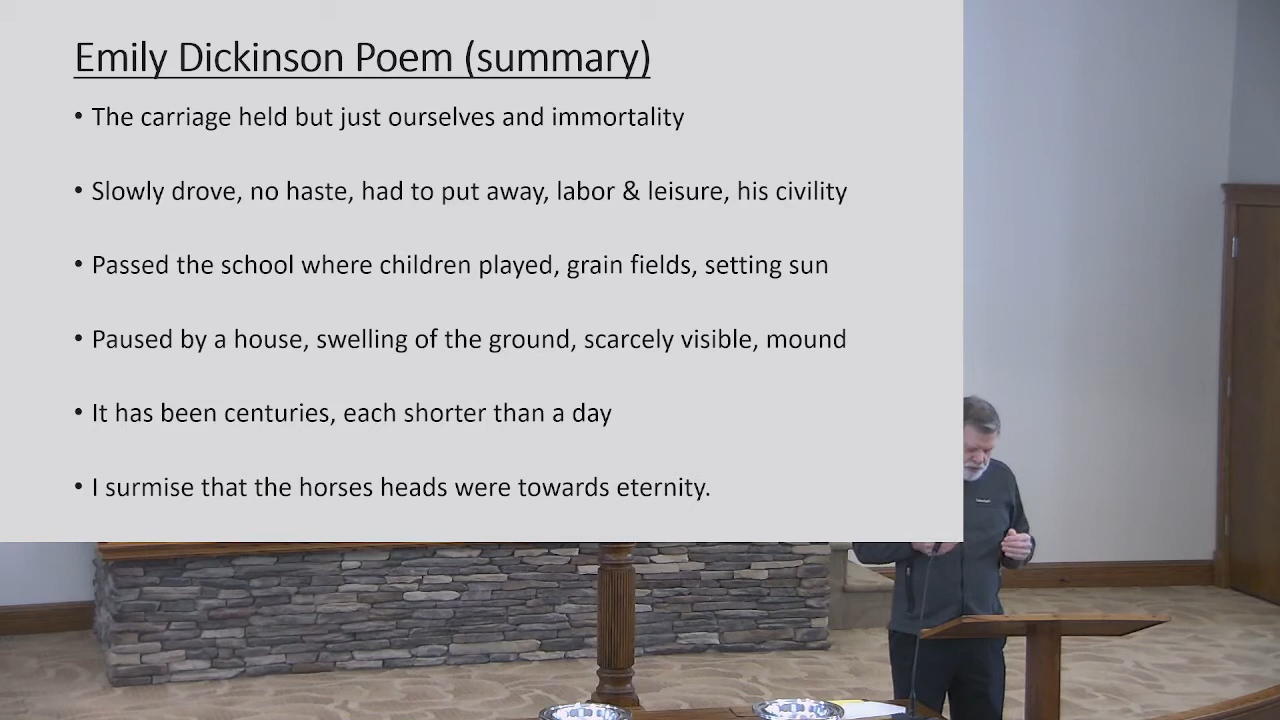 Emily Dickinson Poem (summary)
• The carriage held but just ourselves and immortality
• Slowly drove, no haste, had to put away, labor & leisure, his civility
• Passed the school where children played, grain fields, setting sun
• Paused by a house, swelling of the ground, scarcely visible, mound
• It has been centuries, each shorter than a day
• I surmise that the horses heads were towards eternity.